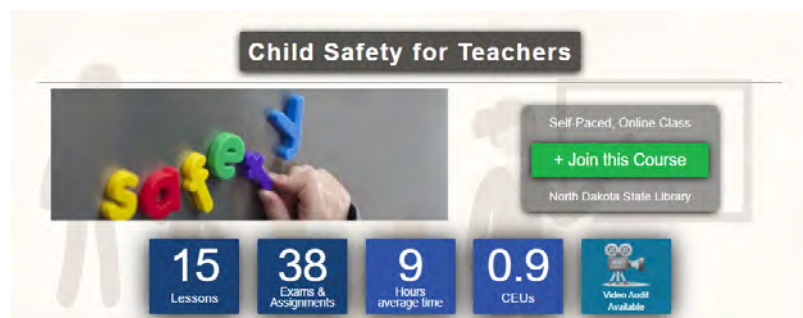 Child Safety for Teachers
safety
Self-Paced, Online Class
+ Join this Course
North Dakota State Library
15
Lessons
38
Exams &
Assignments
9
Hours
average time
0.9
CEUs
Video Audit
Available